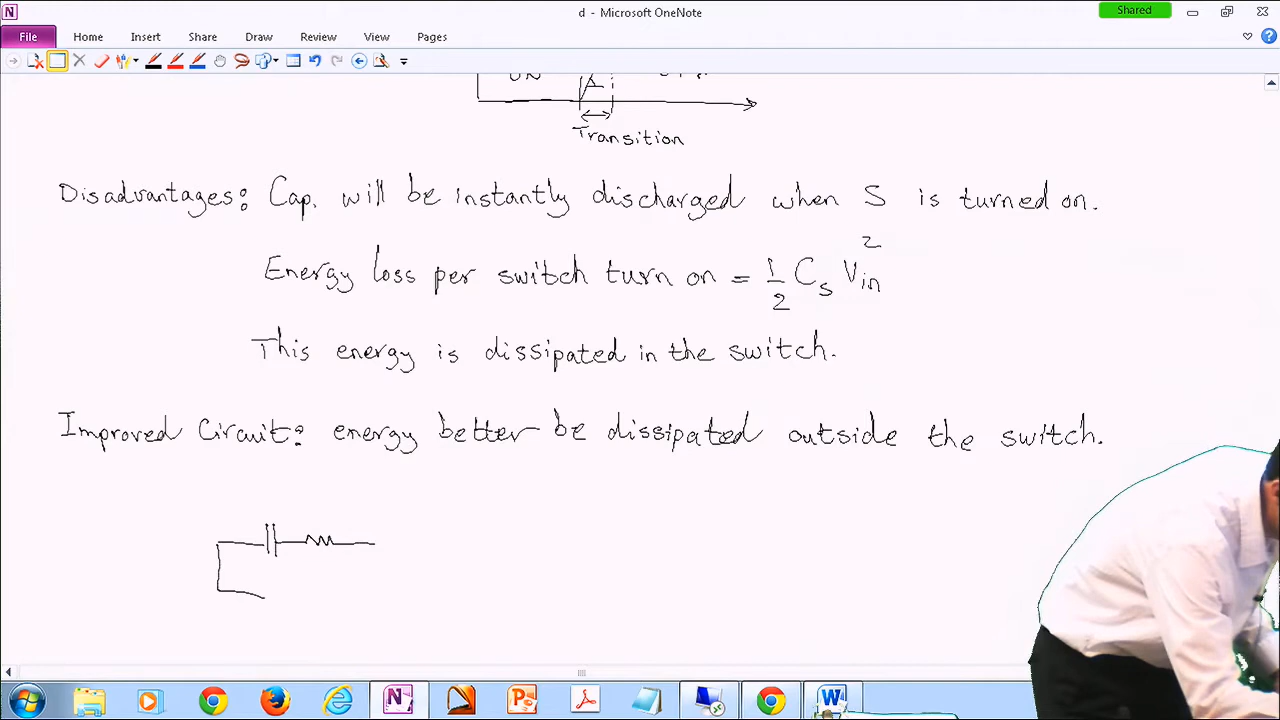 d - Microsoft OneNote
Shared
File Home Insert Share Draw Review View Pages
Transition
Disadvantages: Cap. will be instantly discharged when S is turned on.
Energy loss per switch turn on = 1/2 Cs Vin²
This energy is dissipated in the switch.
Improved Circuit: energy better be dissipated outside the switch.